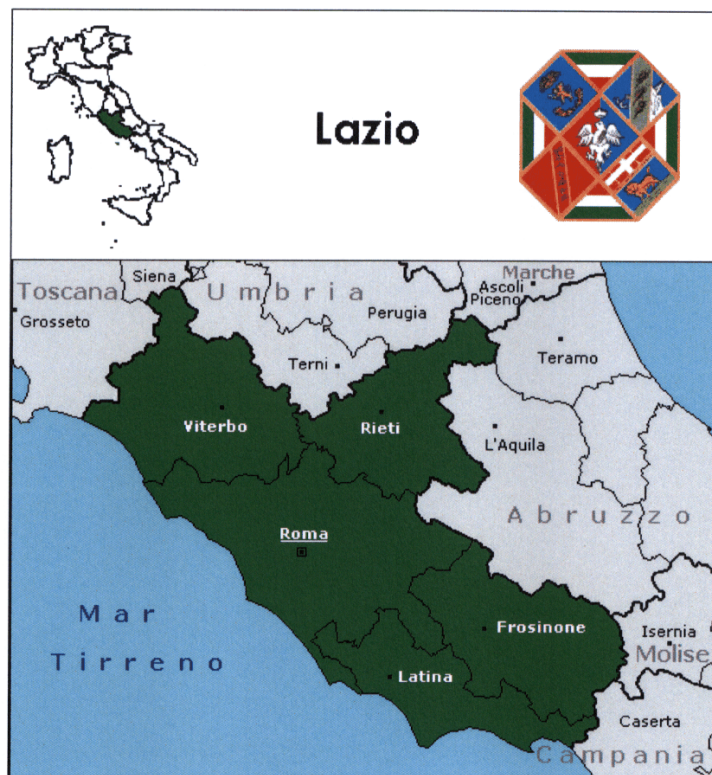 Lazio
Siena
Toscana
Umbria
Marche
Ascoli
Piceno
Grosseto
Perugia
Terni
Teramo
Viterbo
Rieti
L'Aquila
Abruzzo
Roma
Mar
Tirreno
Frosinone
Isernia
Molise
Latina
Caserta
Campania